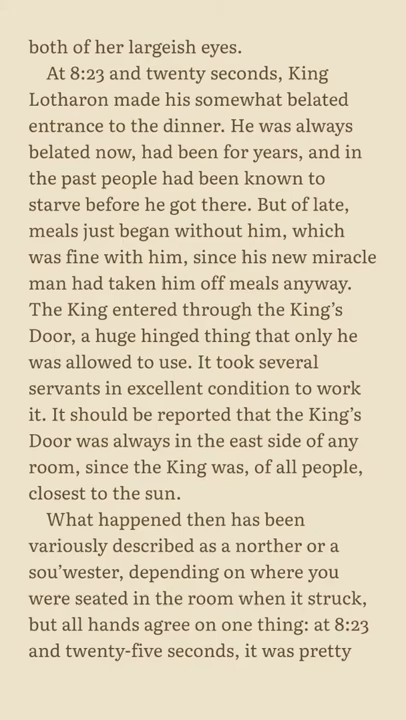 both of her largeish eyes.
At 8:23 and twenty seconds, King
Lotharon made his somewhat belated
entrance to the dinner. He was always
belated now, had been for years, and in
the past people had been known to
starve before he got there. But of late,
meals just began without him, which
was fine with him, since his new miracle
man had taken him off meals anyway.
The King entered through the King’s
Door, a huge hinged thing that only he
was allowed to use. It took several
servants in excellent condition to work
it. It should be reported that the King’s
Door was always in the east side of any
room, since the King was, of all people,
closest to the sun.
What happened then has been
variously described as a norther or a
sou’wester, depending on where you
were seated in the room when it struck,
but all hands agree on one thing: at 8:23
and twenty-five seconds, it was pretty